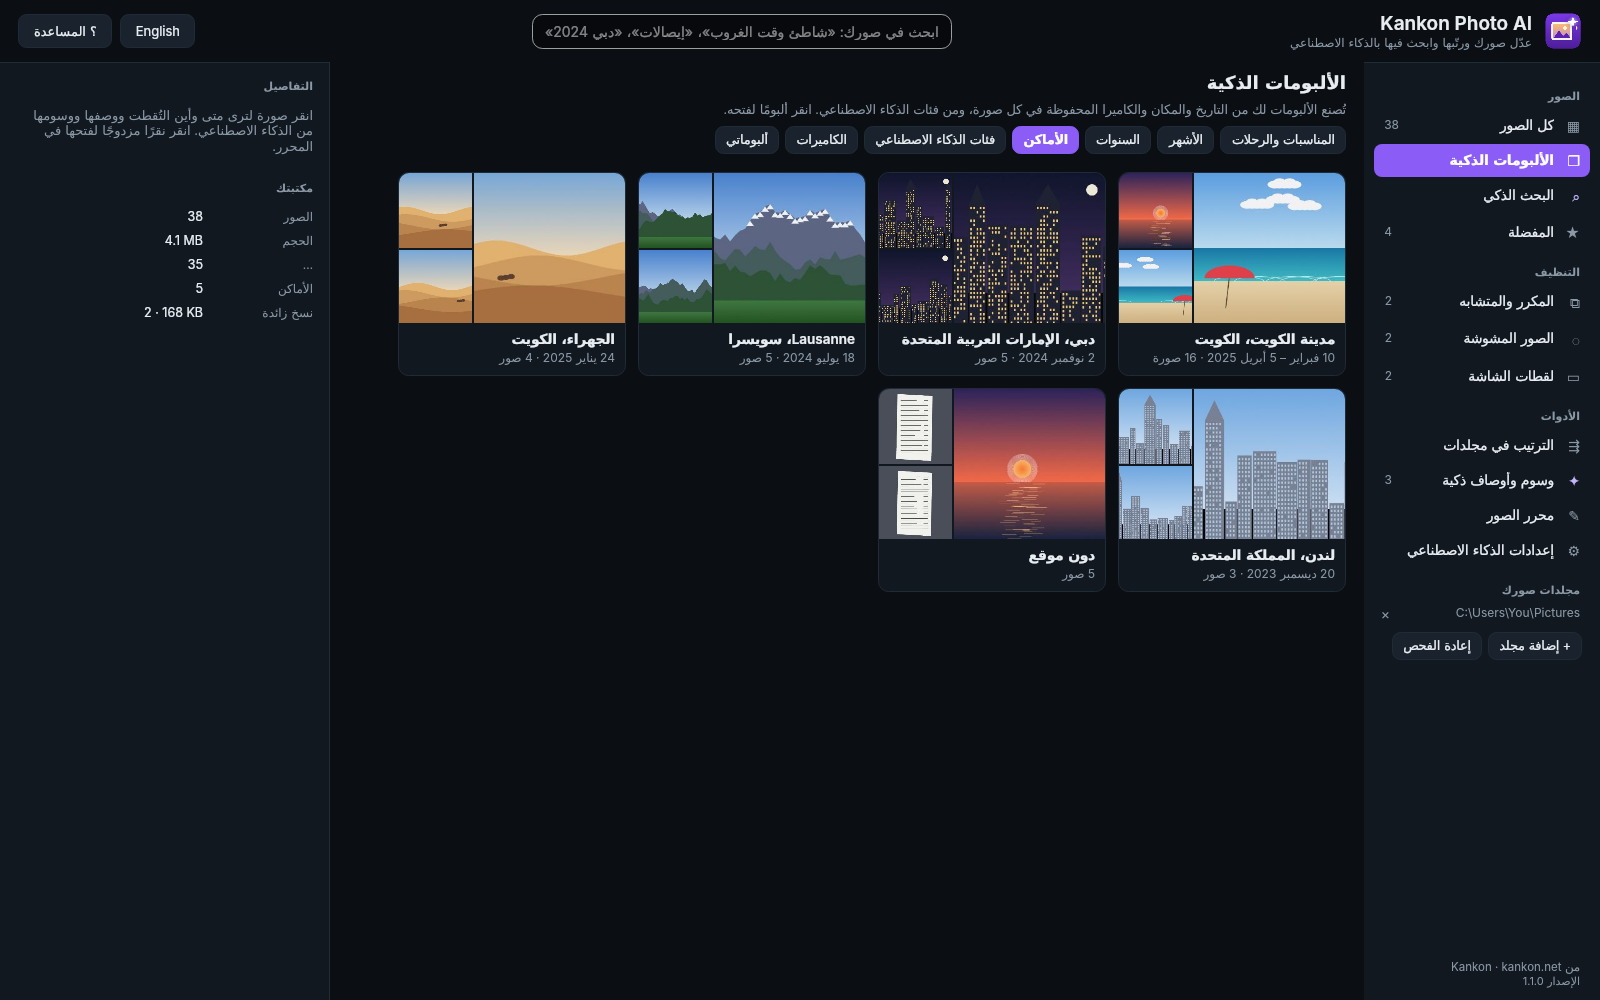 Kankon Photo AI
عدّل صورك ورتّبها وابحث فيها بالذكاء الاصطناعي
ابحث في صورك: «شاطئ وقت الغروب»، «إيصالات»، «دبي 2024»
English
؟ المساعدة
الصور
كل الصور 38
الألبومات الذكية
البحث الذكي
المفضلة 4
التنظيف
المكرر والمتشابه 2
الصور المشوشة 2
لقطات الشاشة 2
الأدوات
الترتيب في مجلدات
وسوم وأوصاف ذكية 3
محرر الصور
إعدادات الذكاء الاصطناعي
مجلدات صورك
C:\Users\You\Pictures ×
+ إضافة مجلد
إعادة الفحص
من Kankon · kankon.net
الإصدار 1.1.0
الألبومات الذكية
تُصنع الألبومات لك من التاريخ والمكان والكاميرا المحفوظة في كل صورة، ومن فئات الذكاء الاصطناعي. انقر ألبومًا لفتحه.
المناسبات والرحلات
الأشهر
السنوات
الأماكن
فئات الذكاء الاصطناعي
الكاميرات
ألبوماتي
مدينة الكويت، الكويت
10 فبراير – 5 أبريل 2025 · 16 صورة
دبي، الإمارات العربية المتحدة
2 نوفمبر 2024 · 5 صور
Lausanne، سويسرا
18 يوليو 2024 · 5 صور
الجهراء، الكويت
24 يناير 2025 · 4 صور
لندن، المملكة المتحدة
20 ديسمبر 2023 · 3 صور
دون موقع
5 صور
التفاصيل
انقر صورة لترى متى وأين التُقطت ووصفها ووسومها
من الذكاء الاصطناعي. انقر نقرًا مزدوجًا لفتحها في
المحرر.
مكتبتك
الصور 38
الحجم 4.1 MB
... 35
الأماكن 5
نسخ زائدة 2 · 168 KB